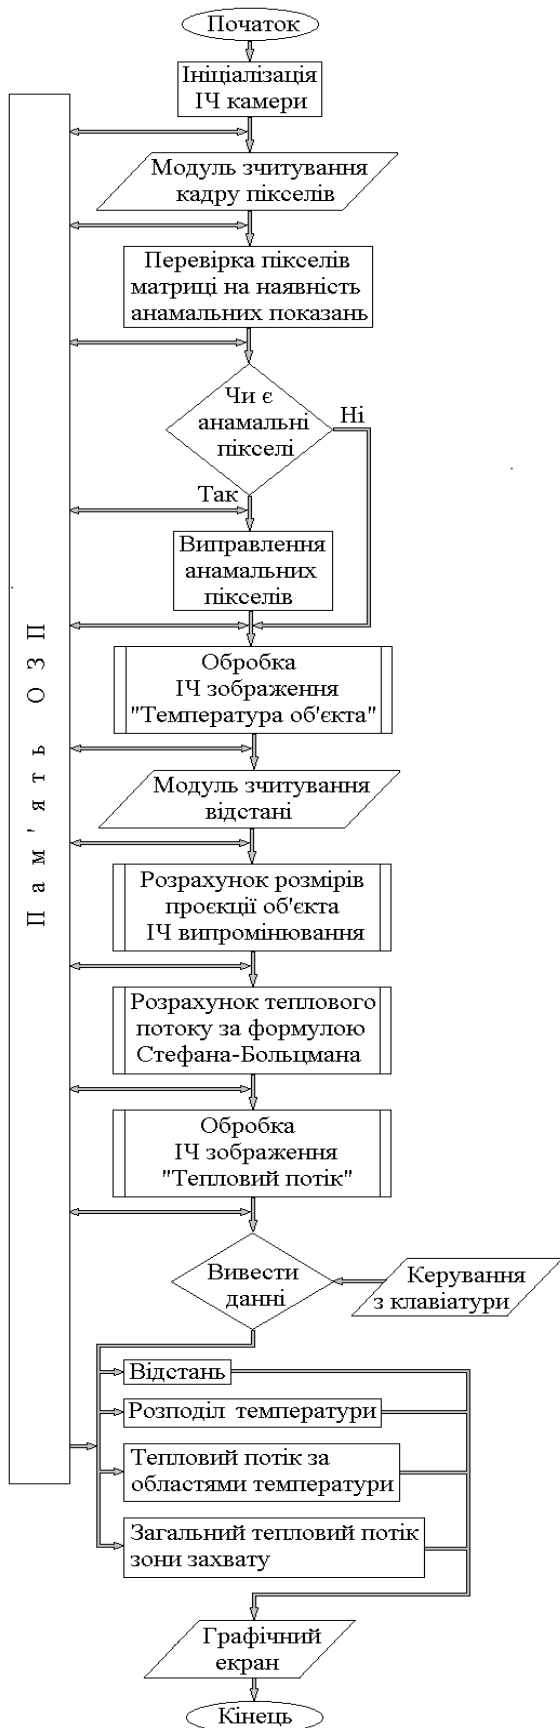 Початок
Ініціалізація
ІЧ камери
Модуль зчитування
кадру пікселів
Перевірка пікселів
матриці на наявність
анамальних показань
Чи є
анамальні
пікселі
Ні
Так
Виправлення
анамальних
пікселів
Пам'ять ОЗП
Обробка
ІЧ зображення
"Температура об'єкта"
Модуль зчитування
відстані
Розрахунок розмірів
проєкції об'єкта
ІЧ випромінювання
Розрахунок теплового
потоку за формулою
Стефана-Больцмана
Обробка
ІЧ зображення
"Тепловий потік"
Вивести
данні
Керування
з клавіатури
Відстань
Розподіл температури
Тепловий потік за
областями температури
Загальний тепловий потік
зони захвату
Графічний
екран
Кінець